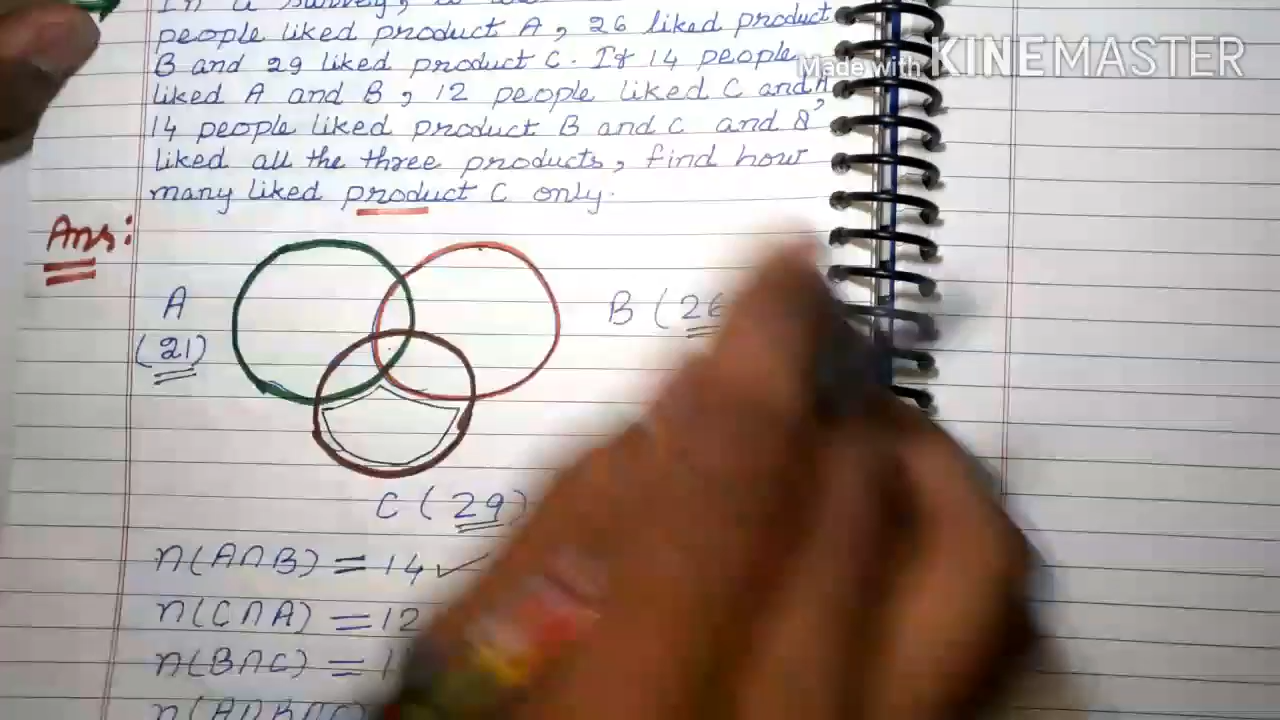 people liked product A, 26 liked product
B and 29 liked product C. If 14 people
liked A and B, 12 people liked C and A,
14 people liked product B and C and 8
liked all the three products, find how
many liked product C only.
Ans:
A
(21)
B (26
C (29)
n(A∩B) = 14 ✓
n(C∩A) = 12
n(B∩C) =
n(A∩B∩C)
Made with KINEMASTER